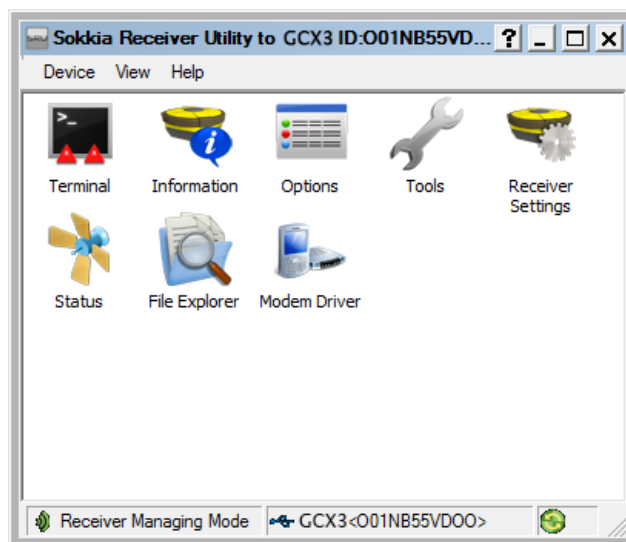 Sokkia Receiver Utility to GCX3 ID:O01NB55VD...
Device View Help
Terminal Information Options Tools Receiver Settings
Status File Explorer Modem Driver
Receiver Managing Mode GCX3<O01NB55VDOO>